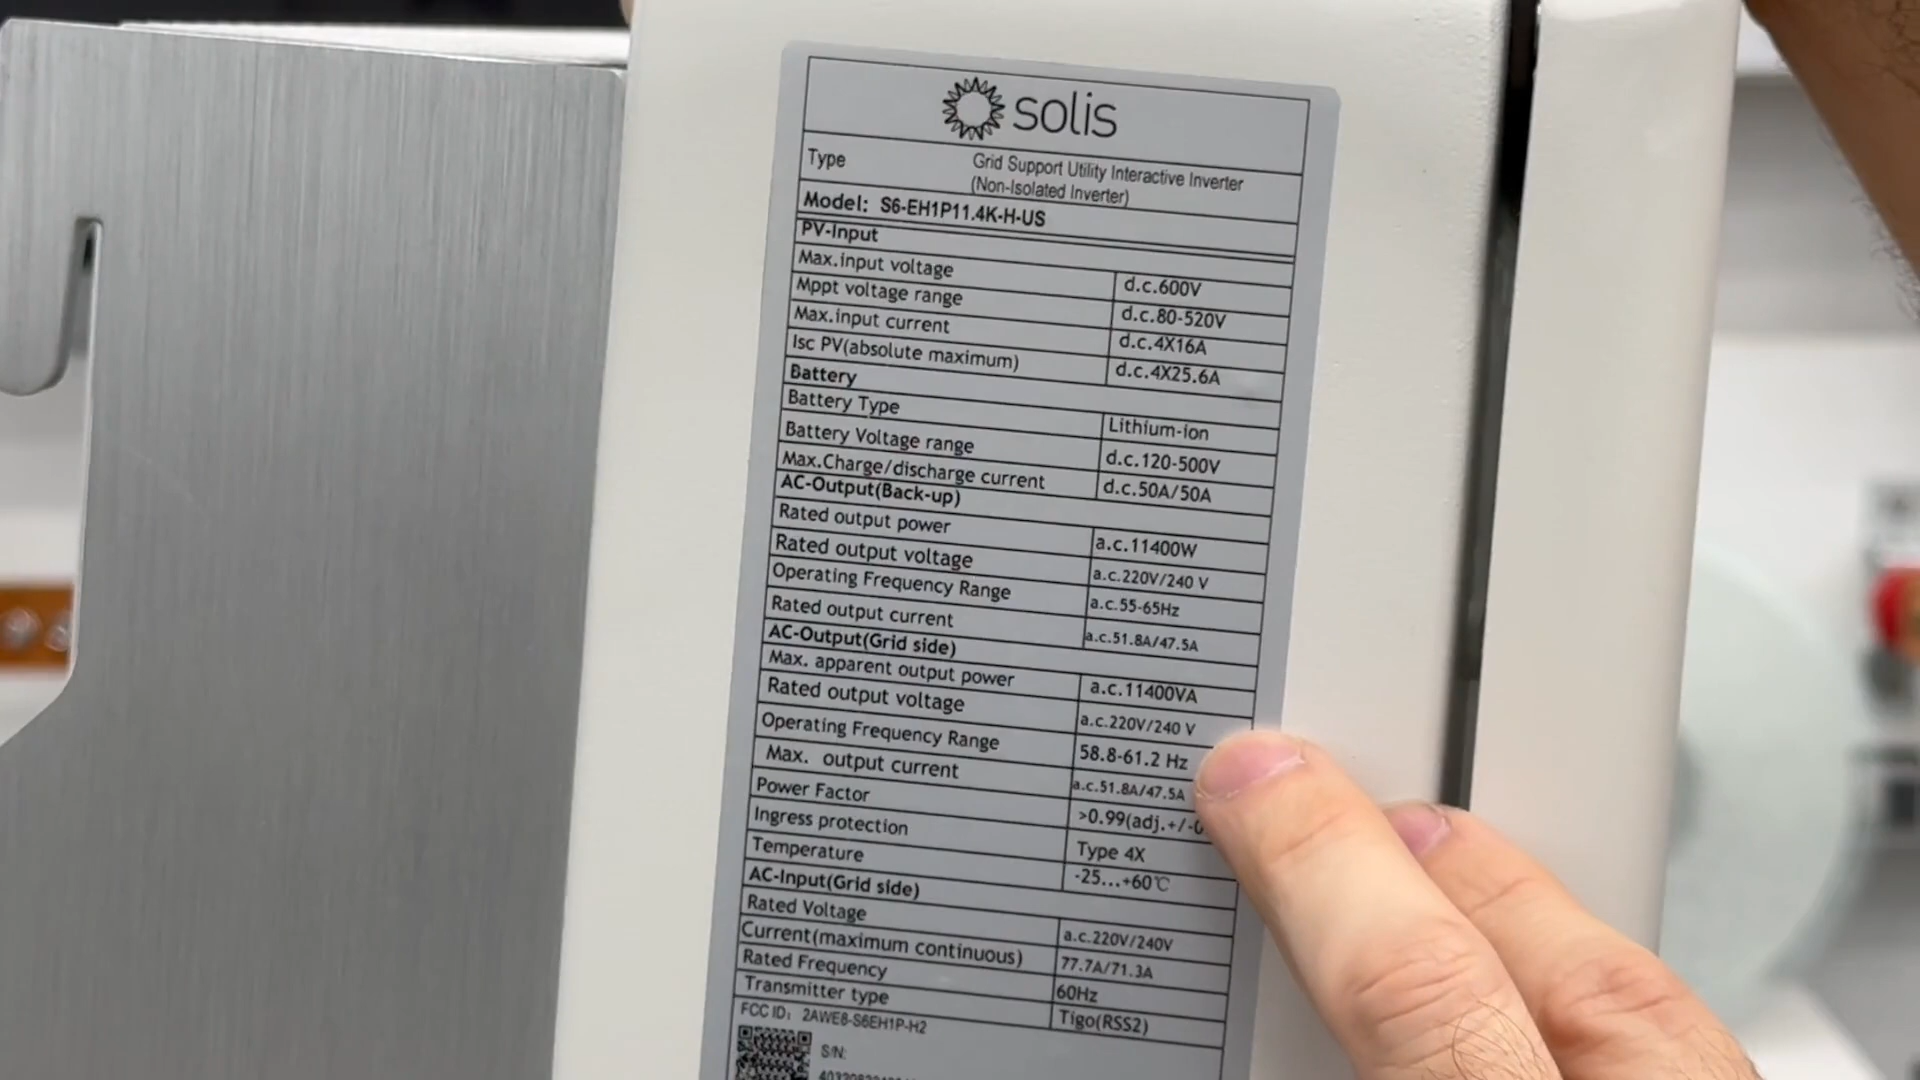 solis
Type Grid Support Utility Interactive Inverter
(Non-Isolated Inverter)
Model: S6-EH1P11.4K-H-US
PV-Input
Max.input voltage d.c.600V
Mppt voltage range d.c.80-520V
Max.input current d.c.4X16A
Isc PV(absolute maximum) d.c.4X25.6A
Battery
Battery Type Lithium-ion
Battery Voltage range d.c.120-500V
Max.Charge/discharge current d.c.50A/50A
AC-Output(Back-up)
Rated output power a.c.11400W
Rated output voltage a.c.220V/240 V
Operating Frequency Range a.c.55-65Hz
Rated output current a.c.51.8A/47.5A
AC-Output(Grid side)
Max. apparent output power a.c.11400VA
Rated output voltage a.c.220V/240 V
Operating Frequency Range 58.8-61.2 Hz
Max. output current a.c.51.8A/47.5A
Power Factor >0.99(adj.+/-0
Ingress protection Type 4X
Temperature -25...+60℃
AC-Input(Grid side)
Rated Voltage a.c.220V/240V
Current(maximum continuous) 77.7A/71.3A
Rated Frequency 60Hz
Transmitter type Tigo(RSS2)
FCC ID: 2AWE8-S6EH1P-H2
S/N: